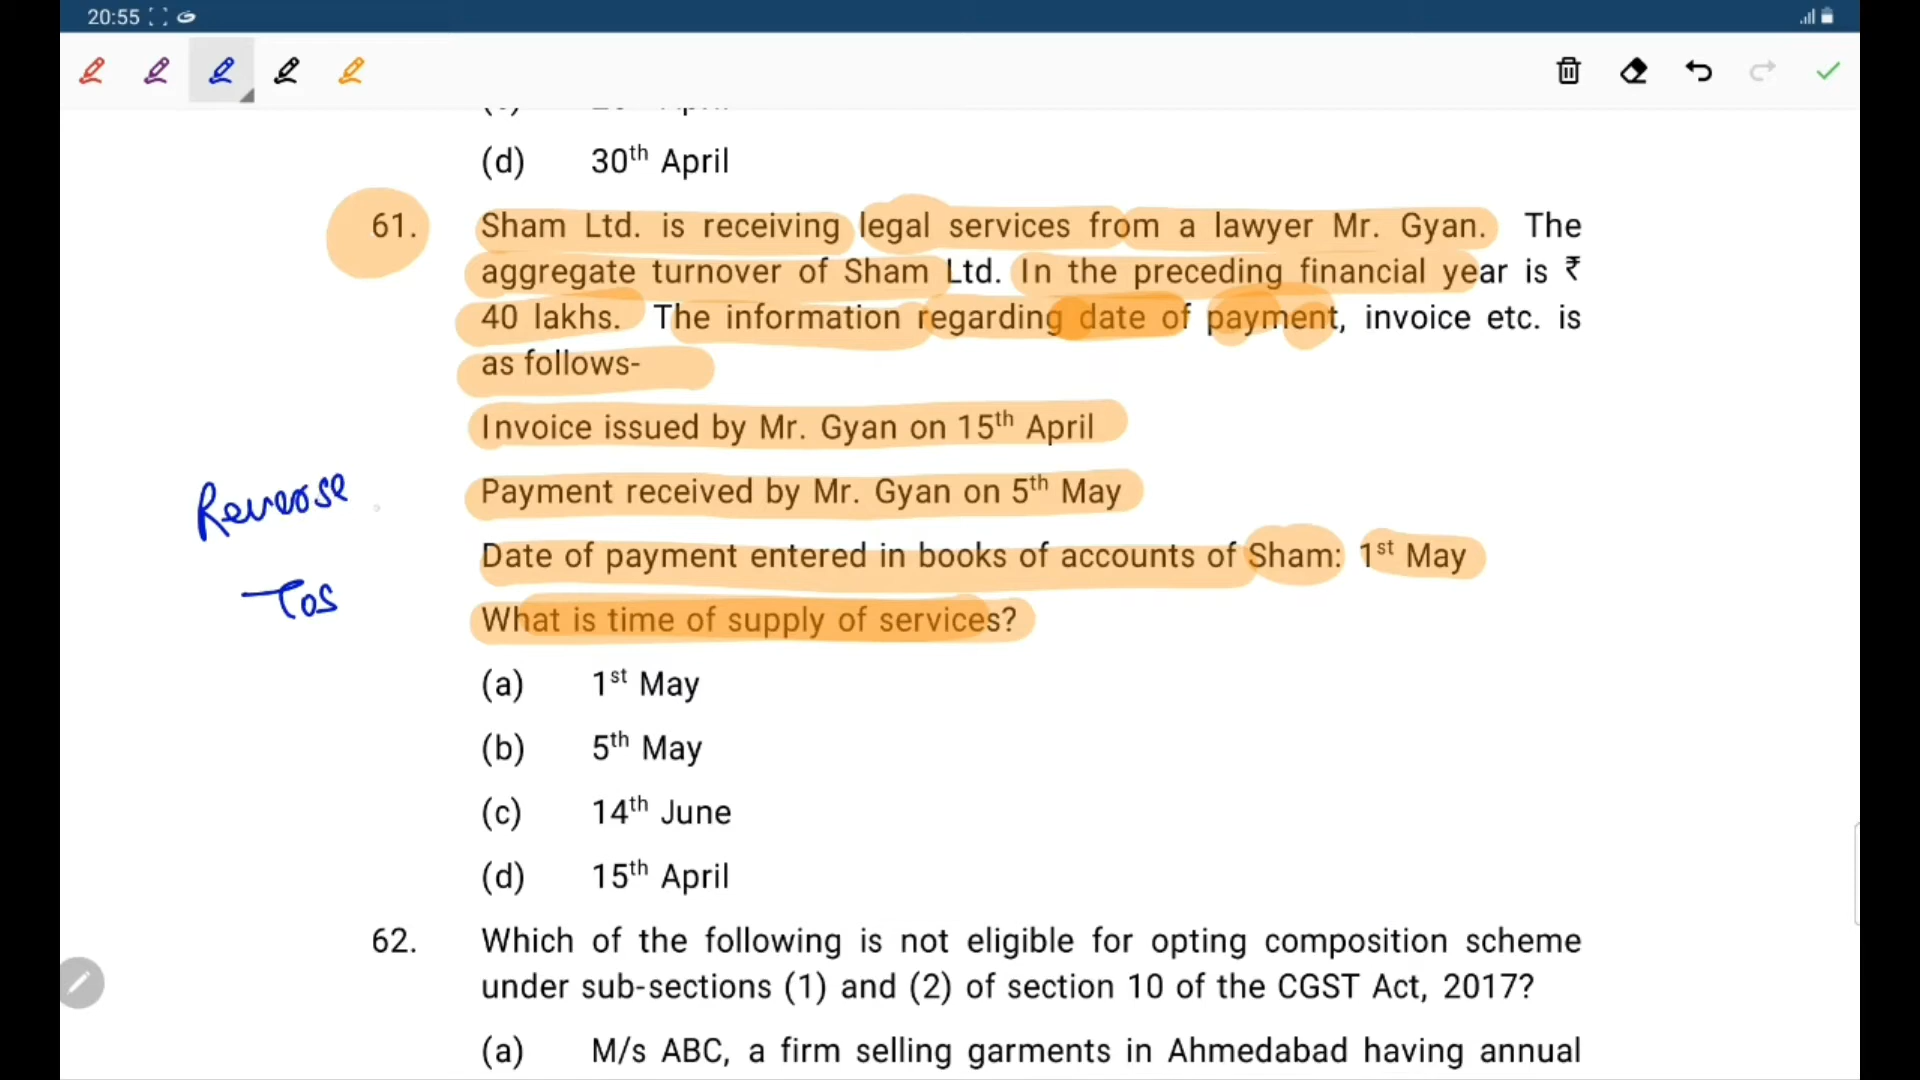 20:55
(d) 30th April
61. Sham Ltd. is receiving legal services from a lawyer Mr. Gyan. The
aggregate turnover of Sham Ltd. In the preceding financial year is ₹
40 lakhs. The information regarding date of payment, invoice etc. is
as follows-
Invoice issued by Mr. Gyan on 15th April
Reverse
Payment received by Mr. Gyan on 5th May
Date of payment entered in books of accounts of Sham: 1st May
Tos
What is time of supply of services?
(a) 1st May
(b) 5th May
(c) 14th June
(d) 15th April
62. Which of the following is not eligible for opting composition scheme
under sub-sections (1) and (2) of section 10 of the CGST Act, 2017?
(a) M/s ABC, a firm selling garments in Ahmedabad having annual